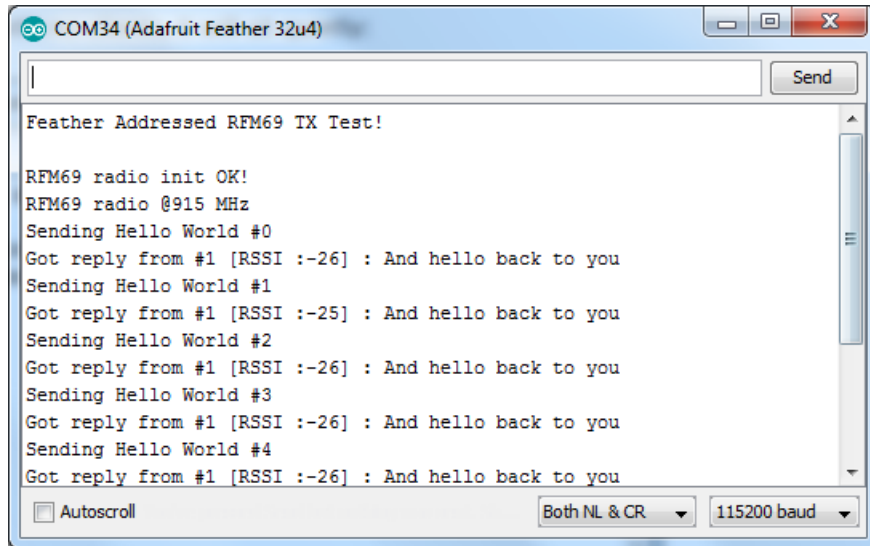 COM34 (Adafruit Feather 32u4)
Send
Feather Addressed RFM69 TX Test!
RFM69 radio init OK!
RFM69 radio @915 MHz
Sending Hello World #0
Got reply from #1 [RSSI :-26] : And hello back to you
Sending Hello World #1
Got reply from #1 [RSSI :-25] : And hello back to you
Sending Hello World #2
Got reply from #1 [RSSI :-26] : And hello back to you
Sending Hello World #3
Got reply from #1 [RSSI :-26] : And hello back to you
Sending Hello World #4
Got reply from #1 [RSSI :-26] : And hello back to you
Autoscroll Both NL & CR 115200 baud